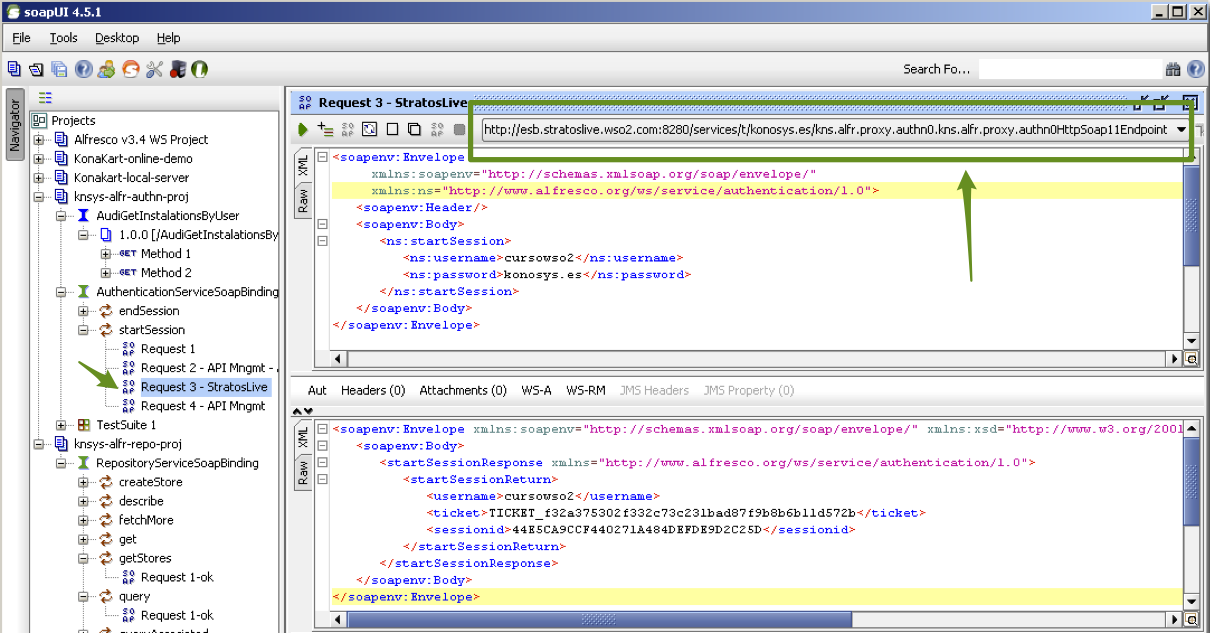 soapUI 4.5.1
File Tools Desktop Help
Search Fo...
Navigator
Projects
Alfresco v3.4 WS Project
KonaKart-online-demo
KonaKart-local-server
knsys-alfr-authn-proj
AudiGetInstalationsByUser
1.0.0 [/AudiGetInstalationsBy
GET Method 1
GET Method 2
AuthenticationServiceSoapBinding
endSession
startSession
Request 1
Request 2 - API Mngmt -
Request 3 - StratosLive
Request 4 - API Mngmt
TestSuite 1
knsys-alfr-repo-proj
RepositoryServiceSoapBinding
createStore
describe
fetchMore
get
getStores
Request 1-ok
query
Request 1-ok
Request 3 - StratosLive
http://esb.stratoslive.wso2.com:8280/services/t/konosys.es/kns.alfr.proxy.authn0.kns.alfr.proxy.authn0HttpSoap11Endpoint
XML
Raw
<soapenv:Envelope
xmlns:soapenv="http://schemas.xmlsoap.org/soap/envelope/"
xmlns:ns="http://www.alfresco.org/ws/service/authentication/1.0">
<soapenv:Header/>
<soapenv:Body>
<ns:startSession>
<ns:username>cursowso2</ns:username>
<ns:password>konosys.es</ns:password>
</ns:startSession>
</soapenv:Body>
</soapenv:Envelope>
Aut Headers (0) Attachments (0) WS-A WS-RM JMS Headers JMS Property (0)
XML
Raw
<soapenv:Envelope xmlns:soapenv="http://schemas.xmlsoap.org/soap/envelope/" xmlns:xsd="http://www.w3.org/2001
<soapenv:Body>
<startSessionResponse xmlns="http://www.alfresco.org/ws/service/authentication/1.0">
<startSessionReturn>
<username>cursowso2</username>
<ticket>TICKET_f32a375302f332c73c231bad87f9b8b6b11d572b</ticket>
<sessionid>44E5CA9CCF440271A484DEFDE9D2C25D</sessionid>
</startSessionReturn>
</startSessionResponse>
</soapenv:Body>
</soapenv:Envelope>